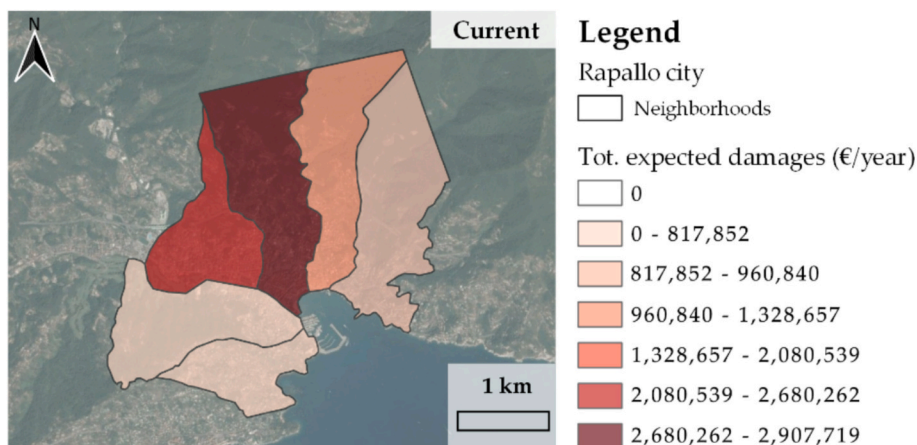 N
Current
1 km
Legend
Rapallo city
Neighborhoods
Tot. expected damages (€/year)
0
0 - 817,852
817,852 - 960,840
960,840 - 1,328,657
1,328,657 - 2,080,539
2,080,539 - 2,680,262
2,680,262 - 2,907,719